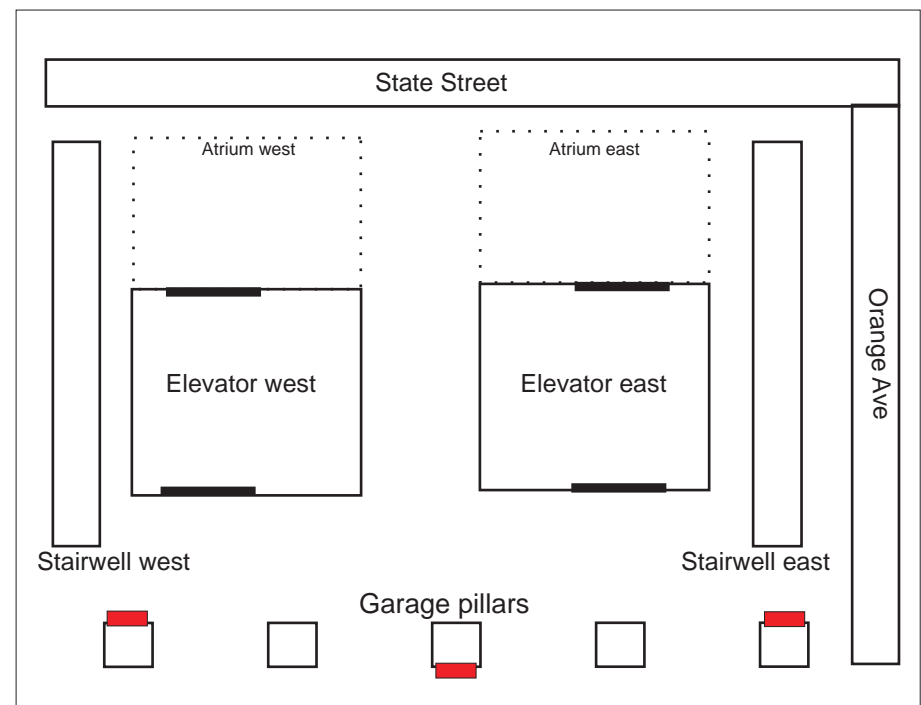 State Street
Atrium west
Atrium east
Orange Ave
Elevator west
Elevator east
Stairwell west
Stairwell east
Garage pillars